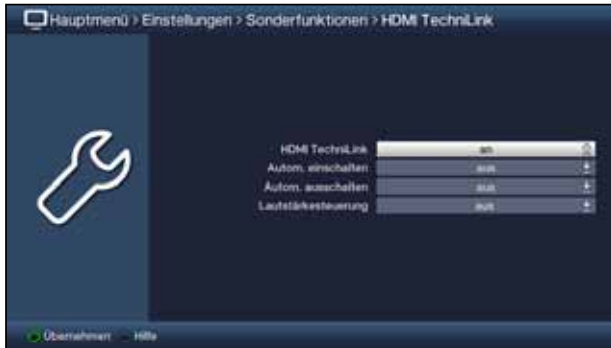 Hauptmenü > Einstellungen > Sonderfunktionen > HDMI TechniLink
HDMI TechniLink an
Autom. einschalten aus
Autom. ausschalten aus
Lautstärkesteuerung aus
Übernehmen Hilfe